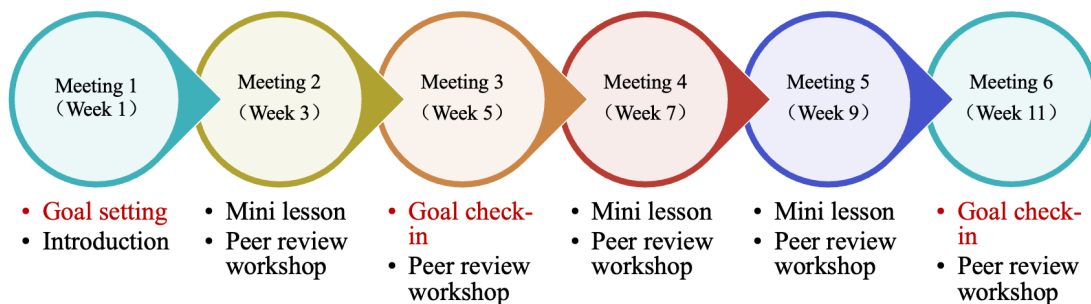 Meeting 1
（Week 1）
Meeting 2
（Week 3）
Meeting 3
（Week 5）
Meeting 4
（Week 7）
Meeting 5
（Week 9）
Meeting 6
（Week 11）
• Goal setting
• Introduction
• Mini lesson
• Peer review
workshop
• Goal check-
in
• Peer review
workshop
• Mini lesson
• Peer review
workshop
• Mini lesson
• Peer review
workshop
• Goal check-
in
• Peer review
workshop